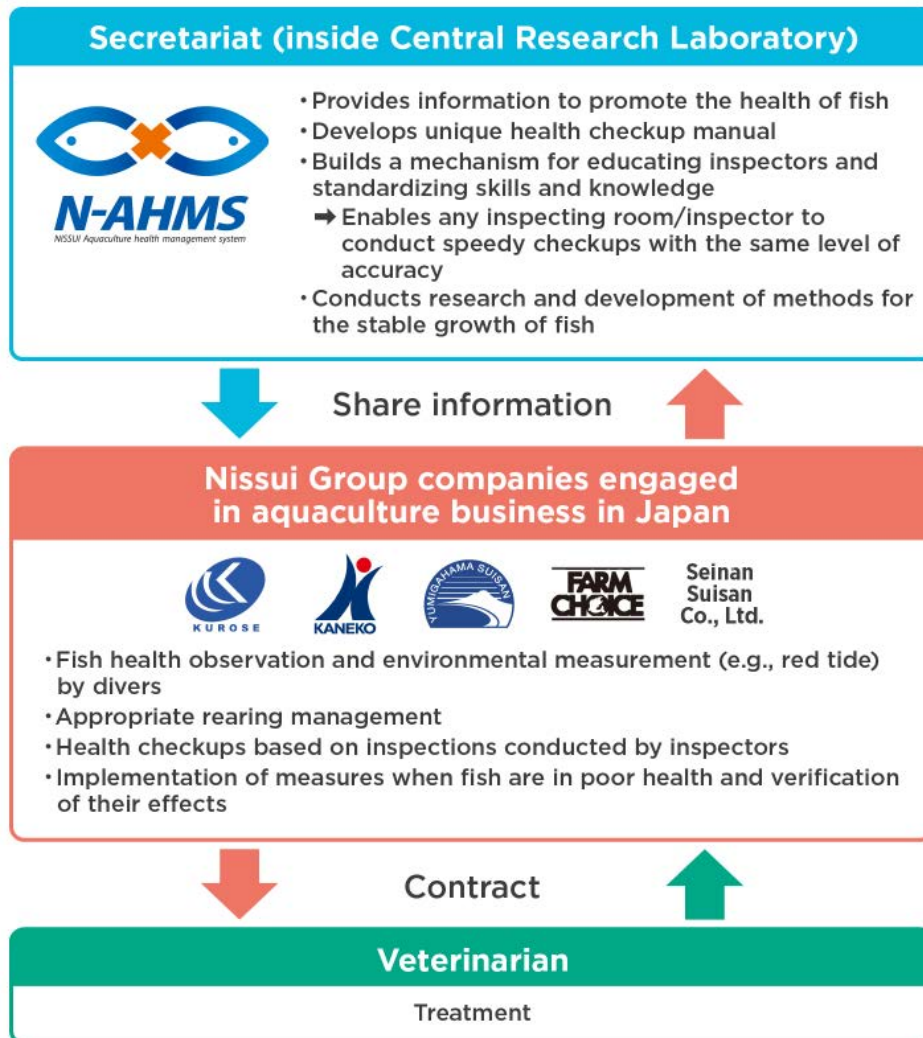 Secretariat (inside Central Research Laboratory)
N-AHMS
NISSUI Aquaculture health management system
・Provides information to promote the health of fish
・Develops unique health checkup manual
・Builds a mechanism for educating inspectors and
standardizing skills and knowledge
➡ Enables any inspecting room/inspector to
conduct speedy checkups with the same level of
accuracy
・Conducts research and development of methods for
the stable growth of fish
Share information
Nissui Group companies engaged
in aquaculture business in Japan
KUROSE
KANEKO
YUMIGAHAMA SUISAN
FARM
CHOICE
Seinan
Suisan
Co., Ltd.
・Fish health observation and environmental measurement (e.g., red tide)
by divers
・Appropriate rearing management
・Health checkups based on inspections conducted by inspectors
・Implementation of measures when fish are in poor health and verification
of their effects
Contract
Veterinarian
Treatment